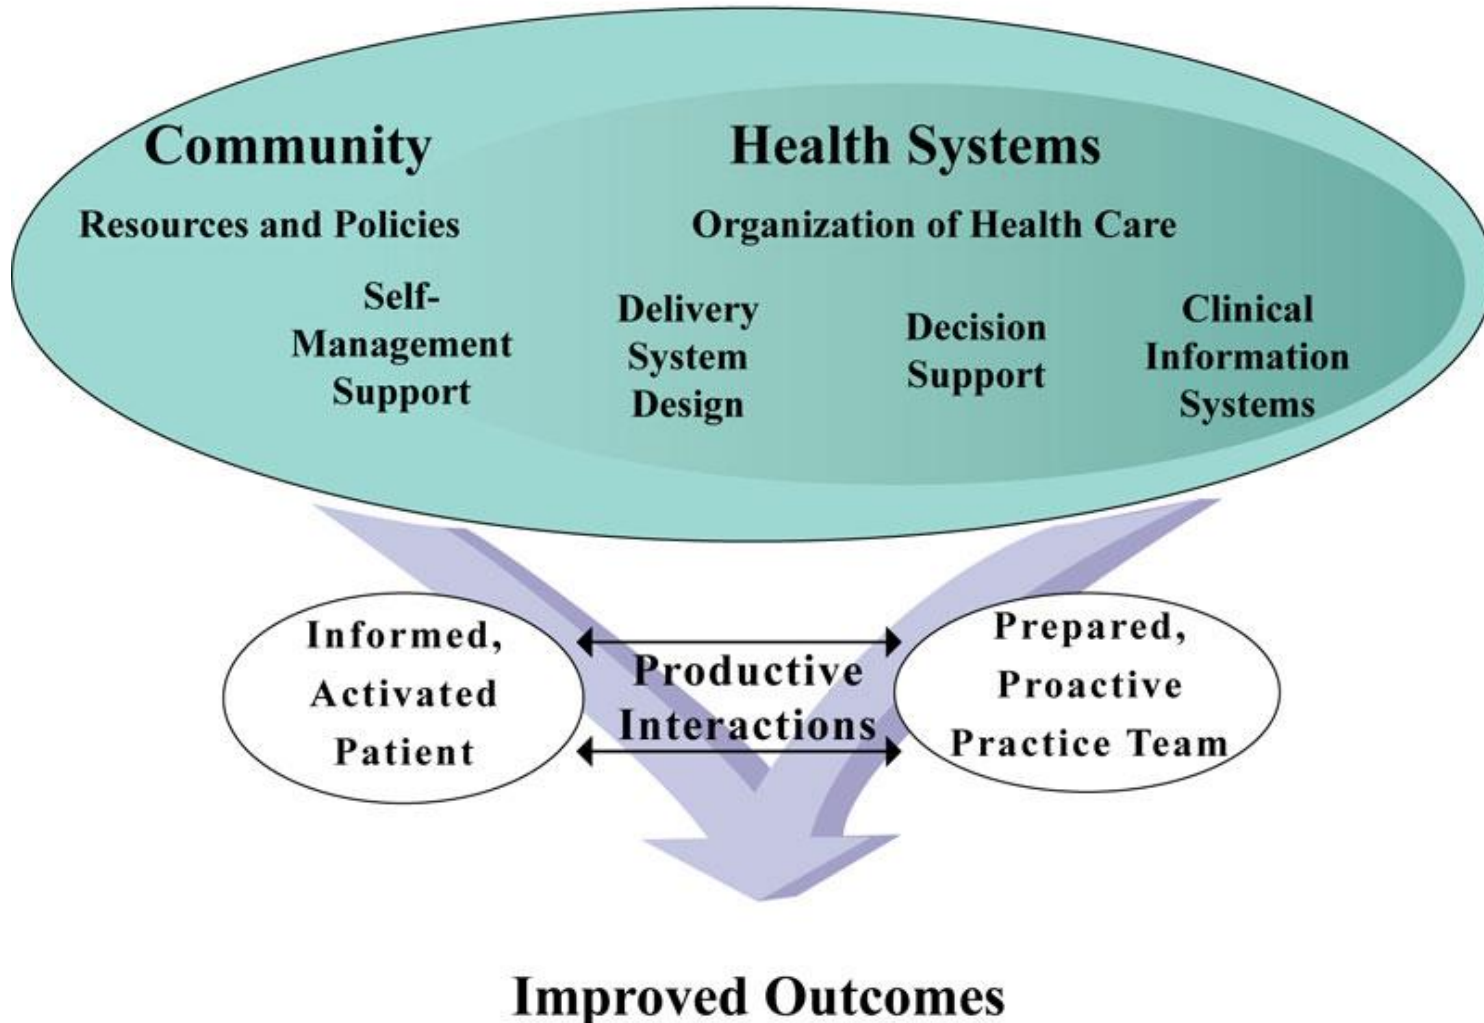 Community
Health Systems
Resources and Policies
Organization of Health Care
Self-
Management
Support
Delivery
System
Design
Decision
Support
Clinical
Information
Systems
Informed,
Activated
Patient
Productive
Interactions
Prepared,
Proactive
Practice Team
Improved Outcomes